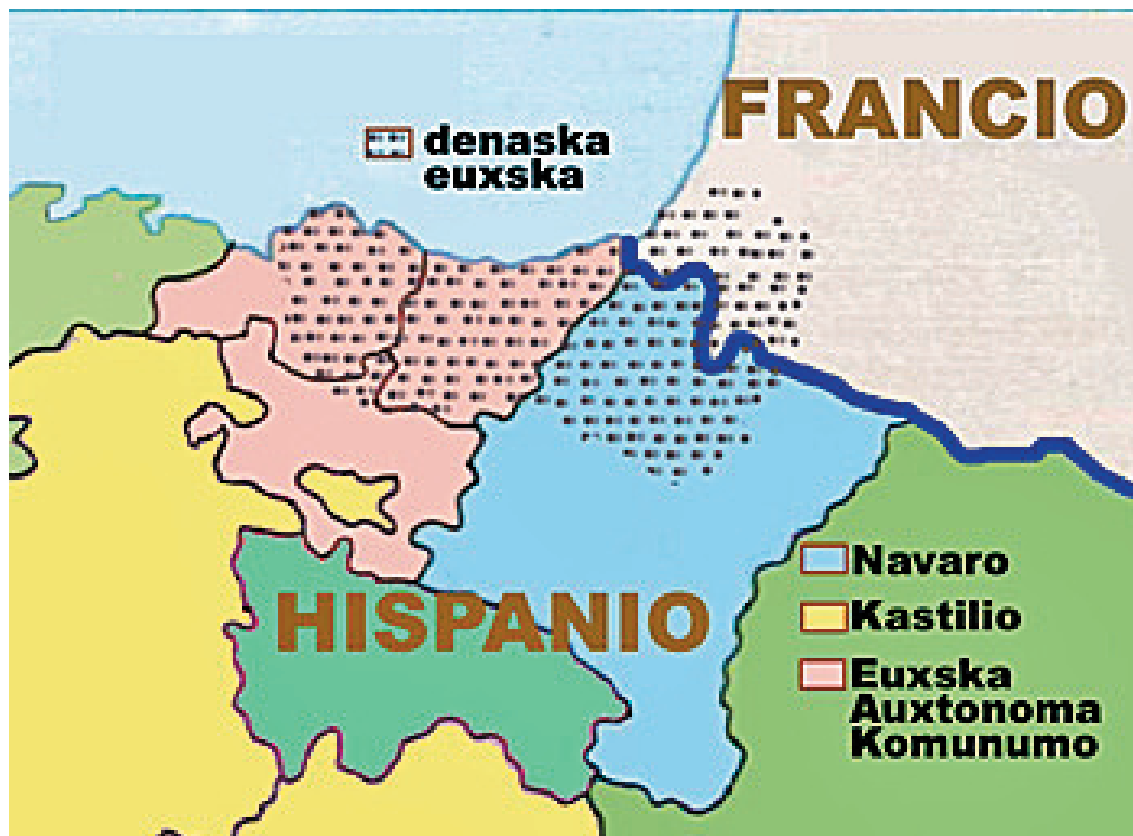 FRANCIO
denaska
euxska
HISPANIO
Navaro
Kastilio
Euxska
Auxtonoma
Komunumo